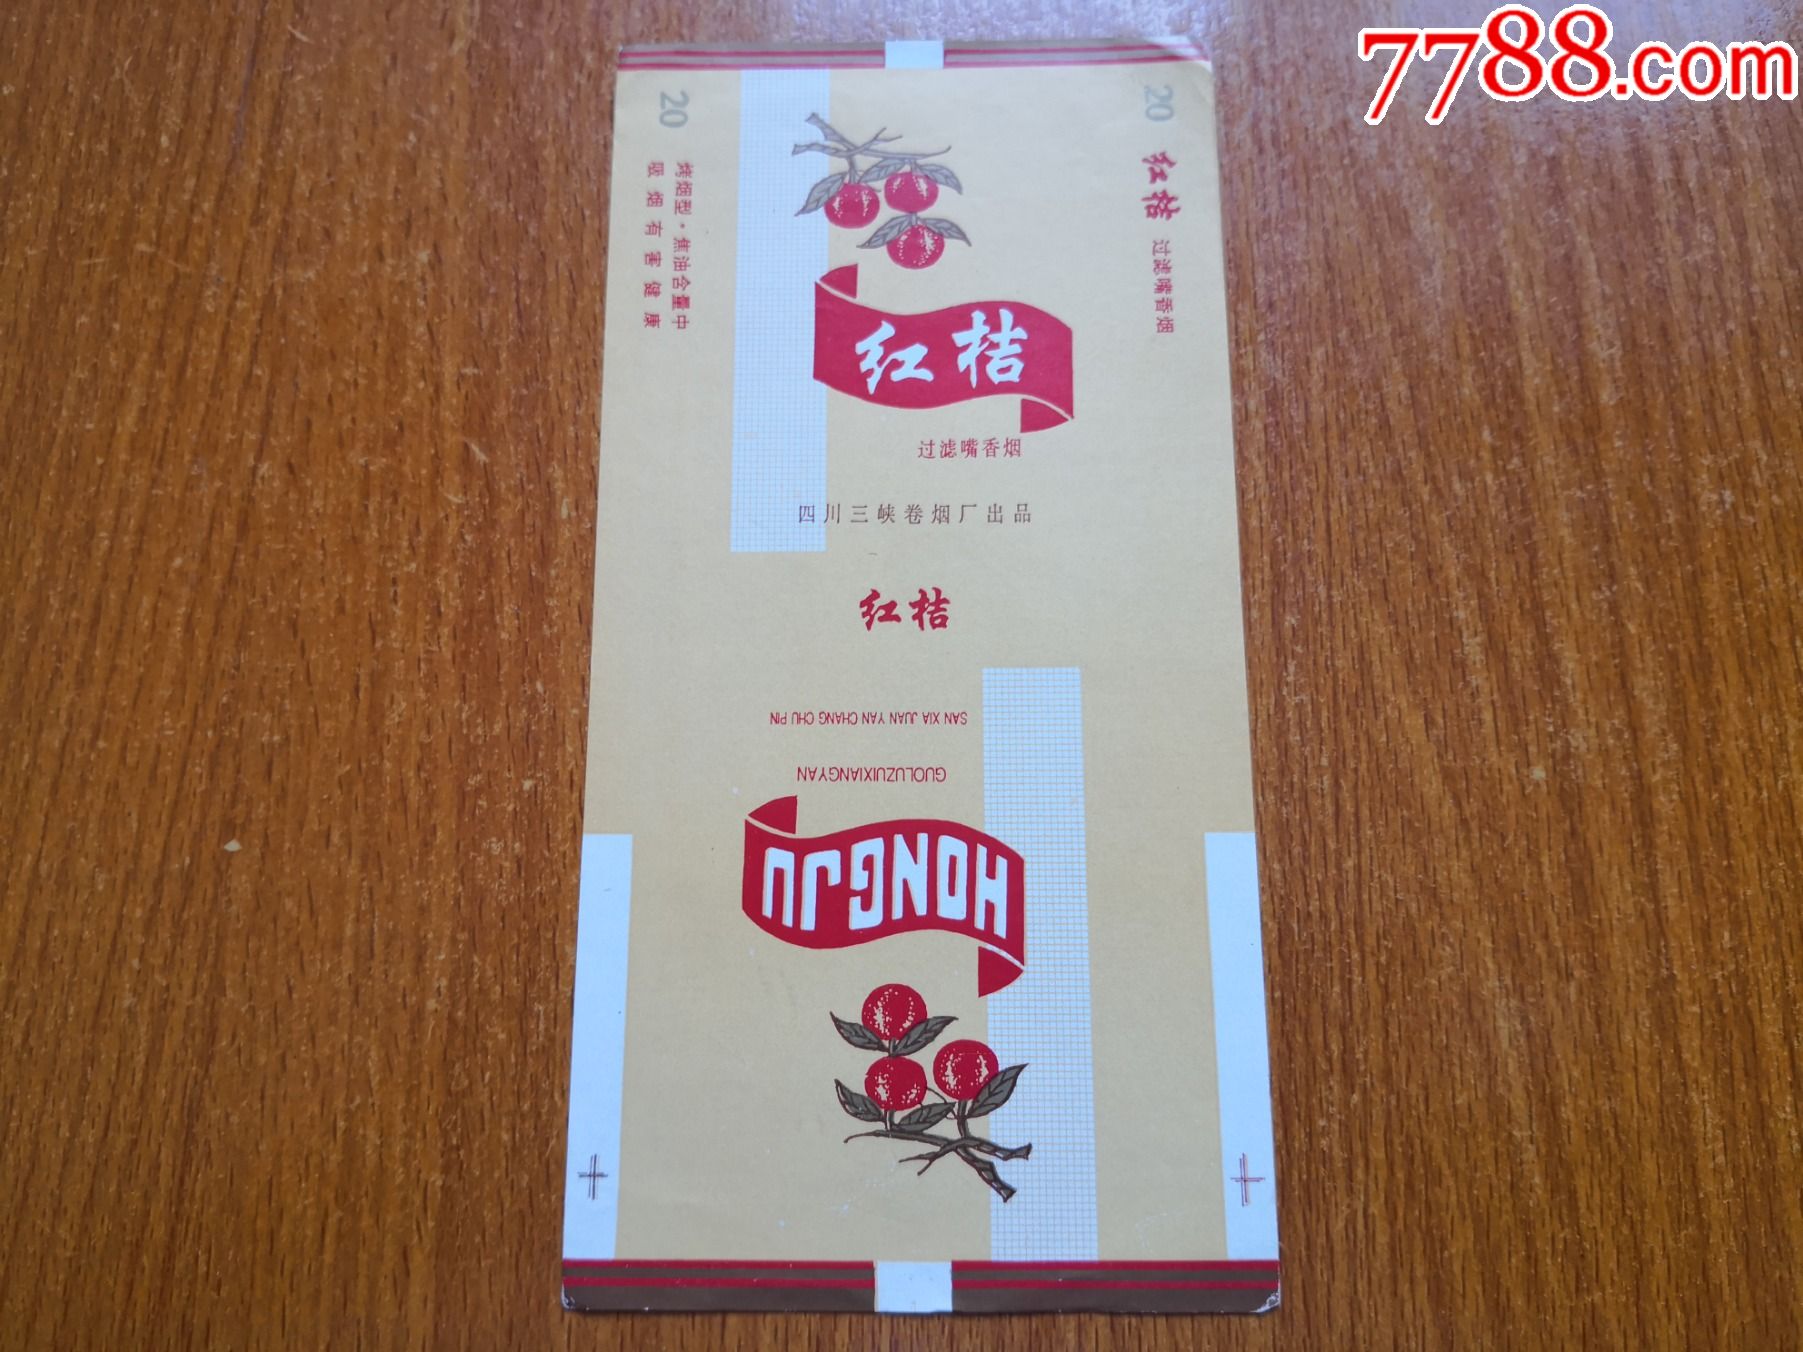 7788.com
20
20
烤烟型·焦油含量中
吸烟有害健康
红桔 过滤嘴香烟
红桔
过滤嘴香烟
四川三峡卷烟厂出品
红桔
SAN XIA JUAN YAN CHANG CHU PIN
GUOLUZUIXIANGYAN
HONGJU